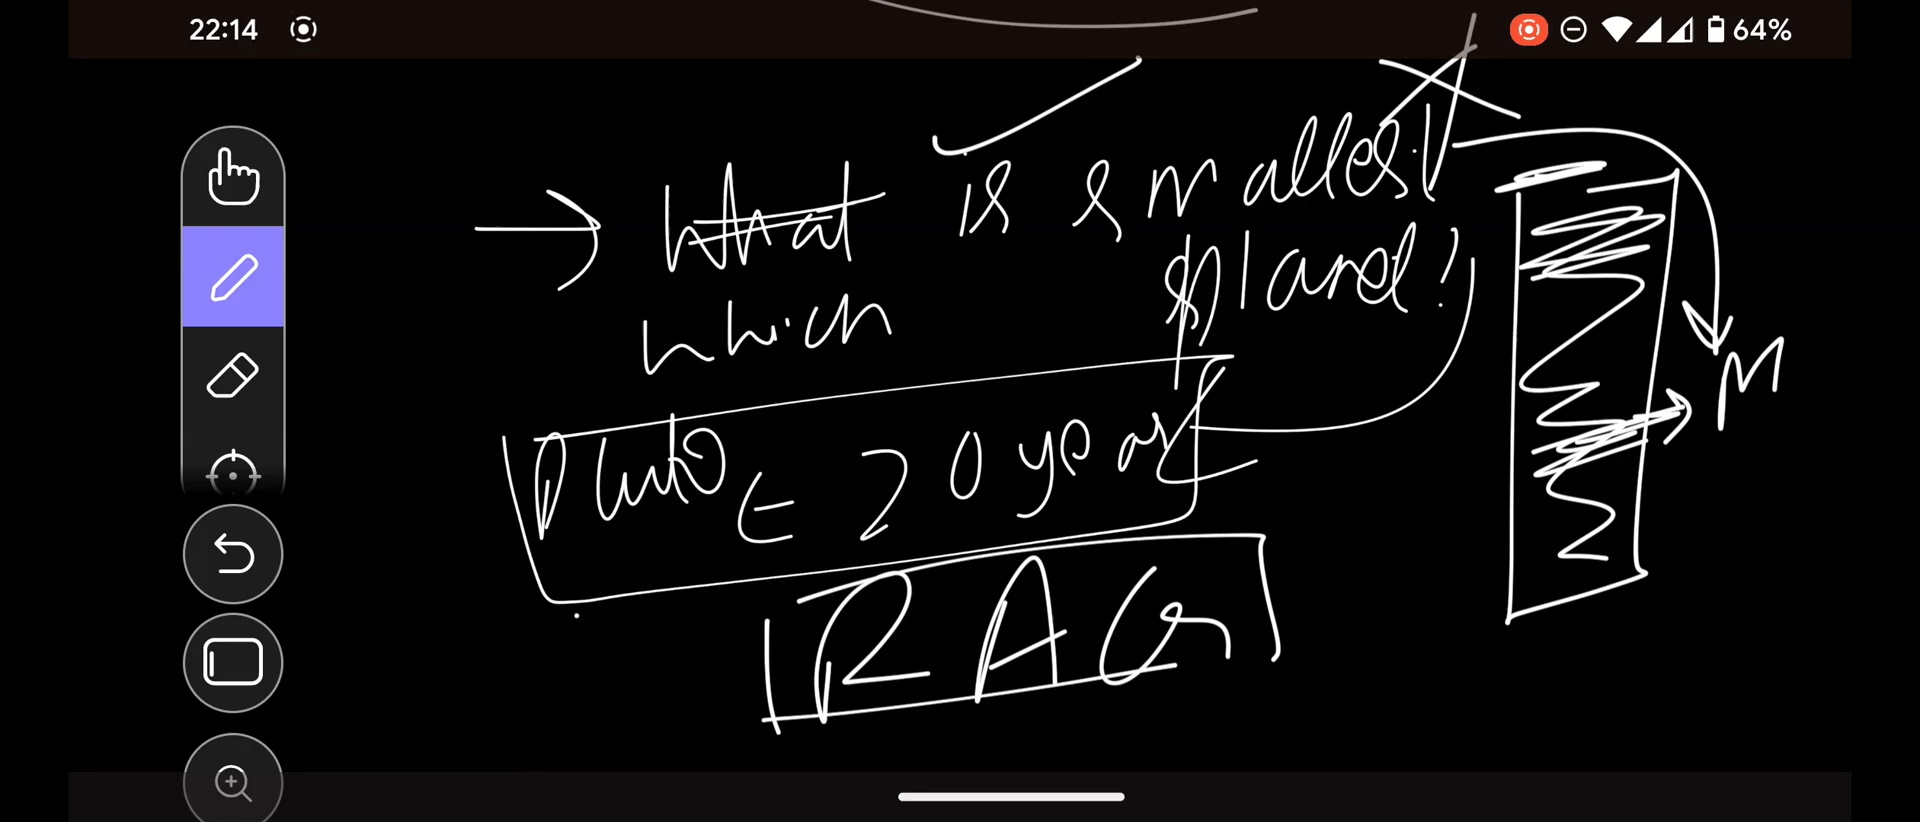 22:14 64%
→ What is smallest
planet?
which
Pluto ← 20 years
RAG
M